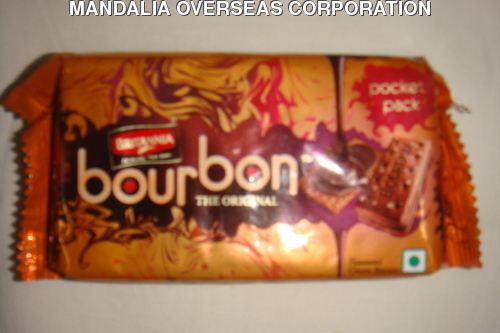 MANDALIA OVERSEAS CORPORATION
pocket
pack
BRITANNIA
bourbon
THE ORIGINAL